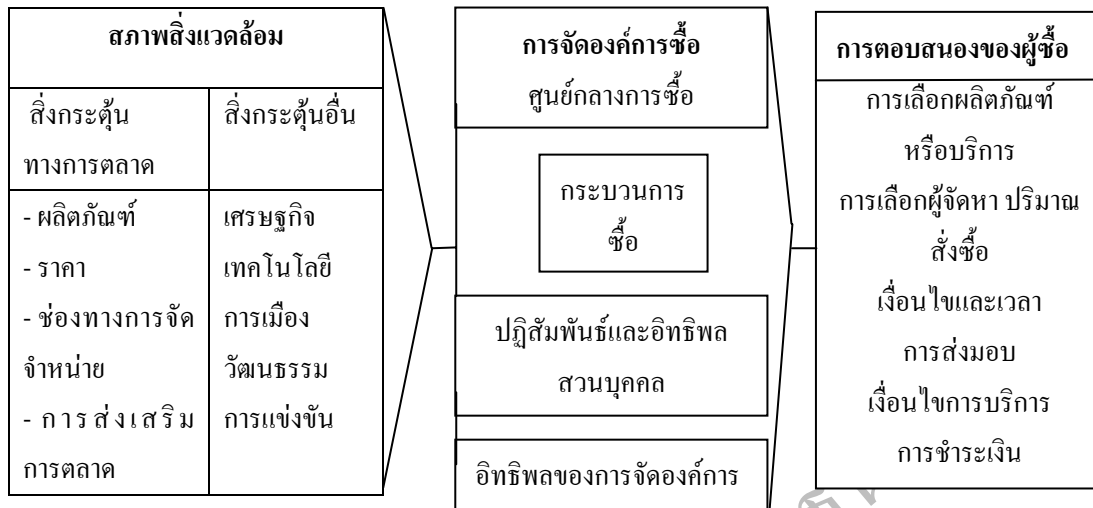 สภาพสิ่งแวดล้อม
สิ่งกระตุ้น
ทางการตลาด
สิ่งกระตุ้นอื่น
- ผลิตภัณฑ์
- ราคา
- ช่องทางการจัด
จำหน่าย
- การส่งเสริม
การตลาด
เศรษฐกิจ
เทคโนโลยี
การเมือง
วัฒนธรรม
การแข่งขัน
การจัดองค์การซื้อ
ศูนย์กลางการซื้อ
กระบวนการ
ซื้อ
ปฏิสัมพันธ์และอิทธิพล
สวนบุคคล
อิทธิพลของการจัดองค์การ
การตอบสนองของผู้ซื้อ
การเลือกผลิตภัณฑ์
หรือบริการ
การเลือกผู้จัดหา ปริมาณ
สั่งซื้อ
เงื่อนไขและเวลา
การส่งมอบ
เงื่อนไขการบริการ
การชำระเงิน